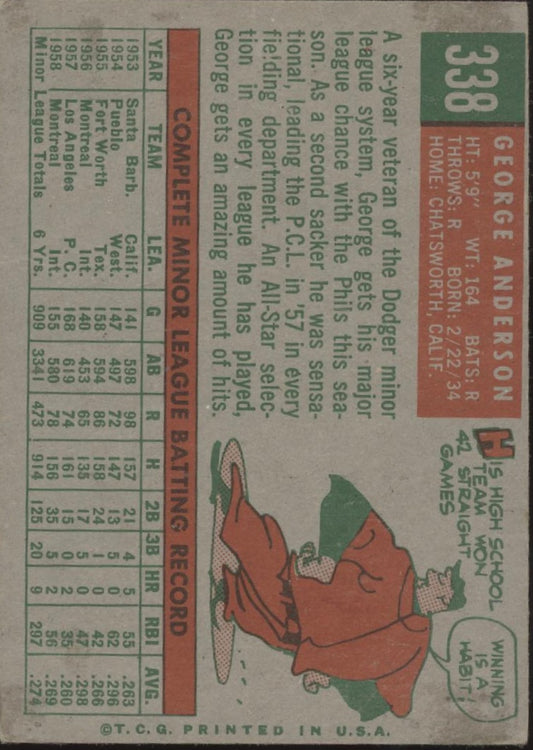 338
GEORGE ANDERSON
HT: 5'9" WT: 164 BATS: R
THROWS: R BORN: 2/22/34
HOME: CHATSWORTH, CALIF.
A six-year veteran of the Dodger minor
league system, George gets his major
league chance with the Phils this sea-
son. As a second sacker he was sensa-
tional, leading the P.C.L. in '57 in every
fielding department. An All-Star selec-
tion in every league he has played,
George gets an amazing amount of hits.
HIS HIGH SCHOOL
TEAM WON
42 STRAIGHT
GAMES
WINNING
IS A
HABIT!
COMPLETE MINOR LEAGUE BATTING RECORD
YEAR TEAM LEA. G AB R H 2B 3B HR RBI AVG.
1953 Santa Barb. Calif. 141 598 98 157 21 4 5 55 .263
1954 Pueblo West. 147 497 72 147 13 5 0 62 .296
1955 Fort Worth Tex. 158 594 86 158 24 1 0 42 .266
1956 Montreal Int. 140 453 65 135 17 5 0 47 .298
1957 Los Angeles P. C. 168 619 74 161 15 0 2 35 .260
1958 Montreal Int. 155 580 78 156 35 5 2 56 .269
Minor League Totals 6 Yrs. 909 3341 473 914 125 20 9 297 .274
© T. C. G. PRINTED IN U.S.A.